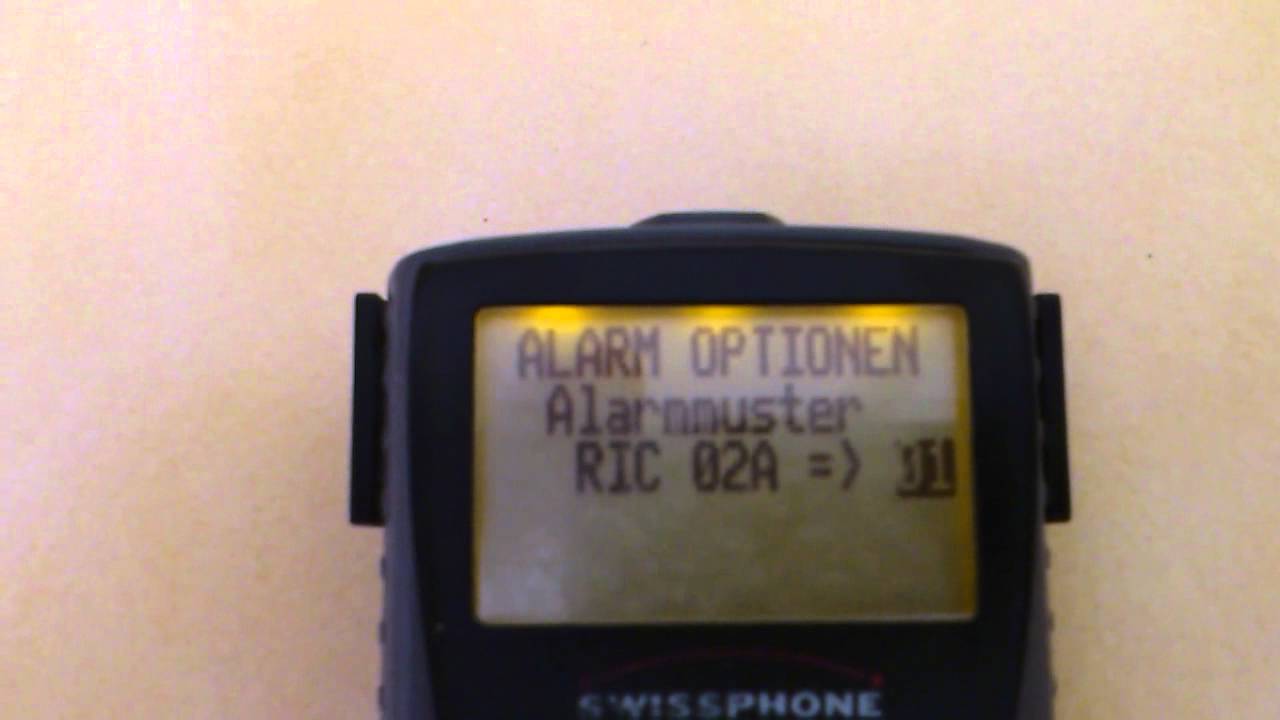 ALARM OPTIONEN
Alarmmuster
RIC 02A =>
SWISSPHONE